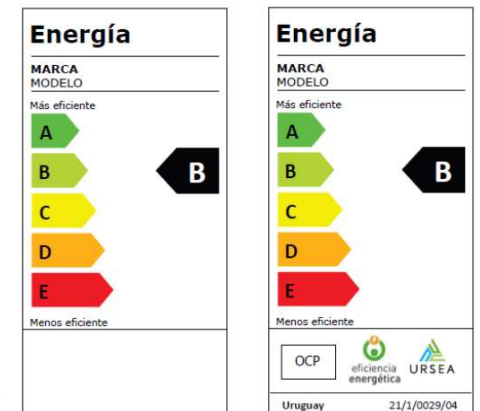 Energía
MARCA
MODELO
Más eficiente
A
B
B
C
D
E
Menos eficiente
Energía
MARCA
MODELO
Más eficiente
A
B
B
C
D
E
Menos eficiente
OCP
eficiencia
energética
URSEA
Uruguay 21/1/0029/04